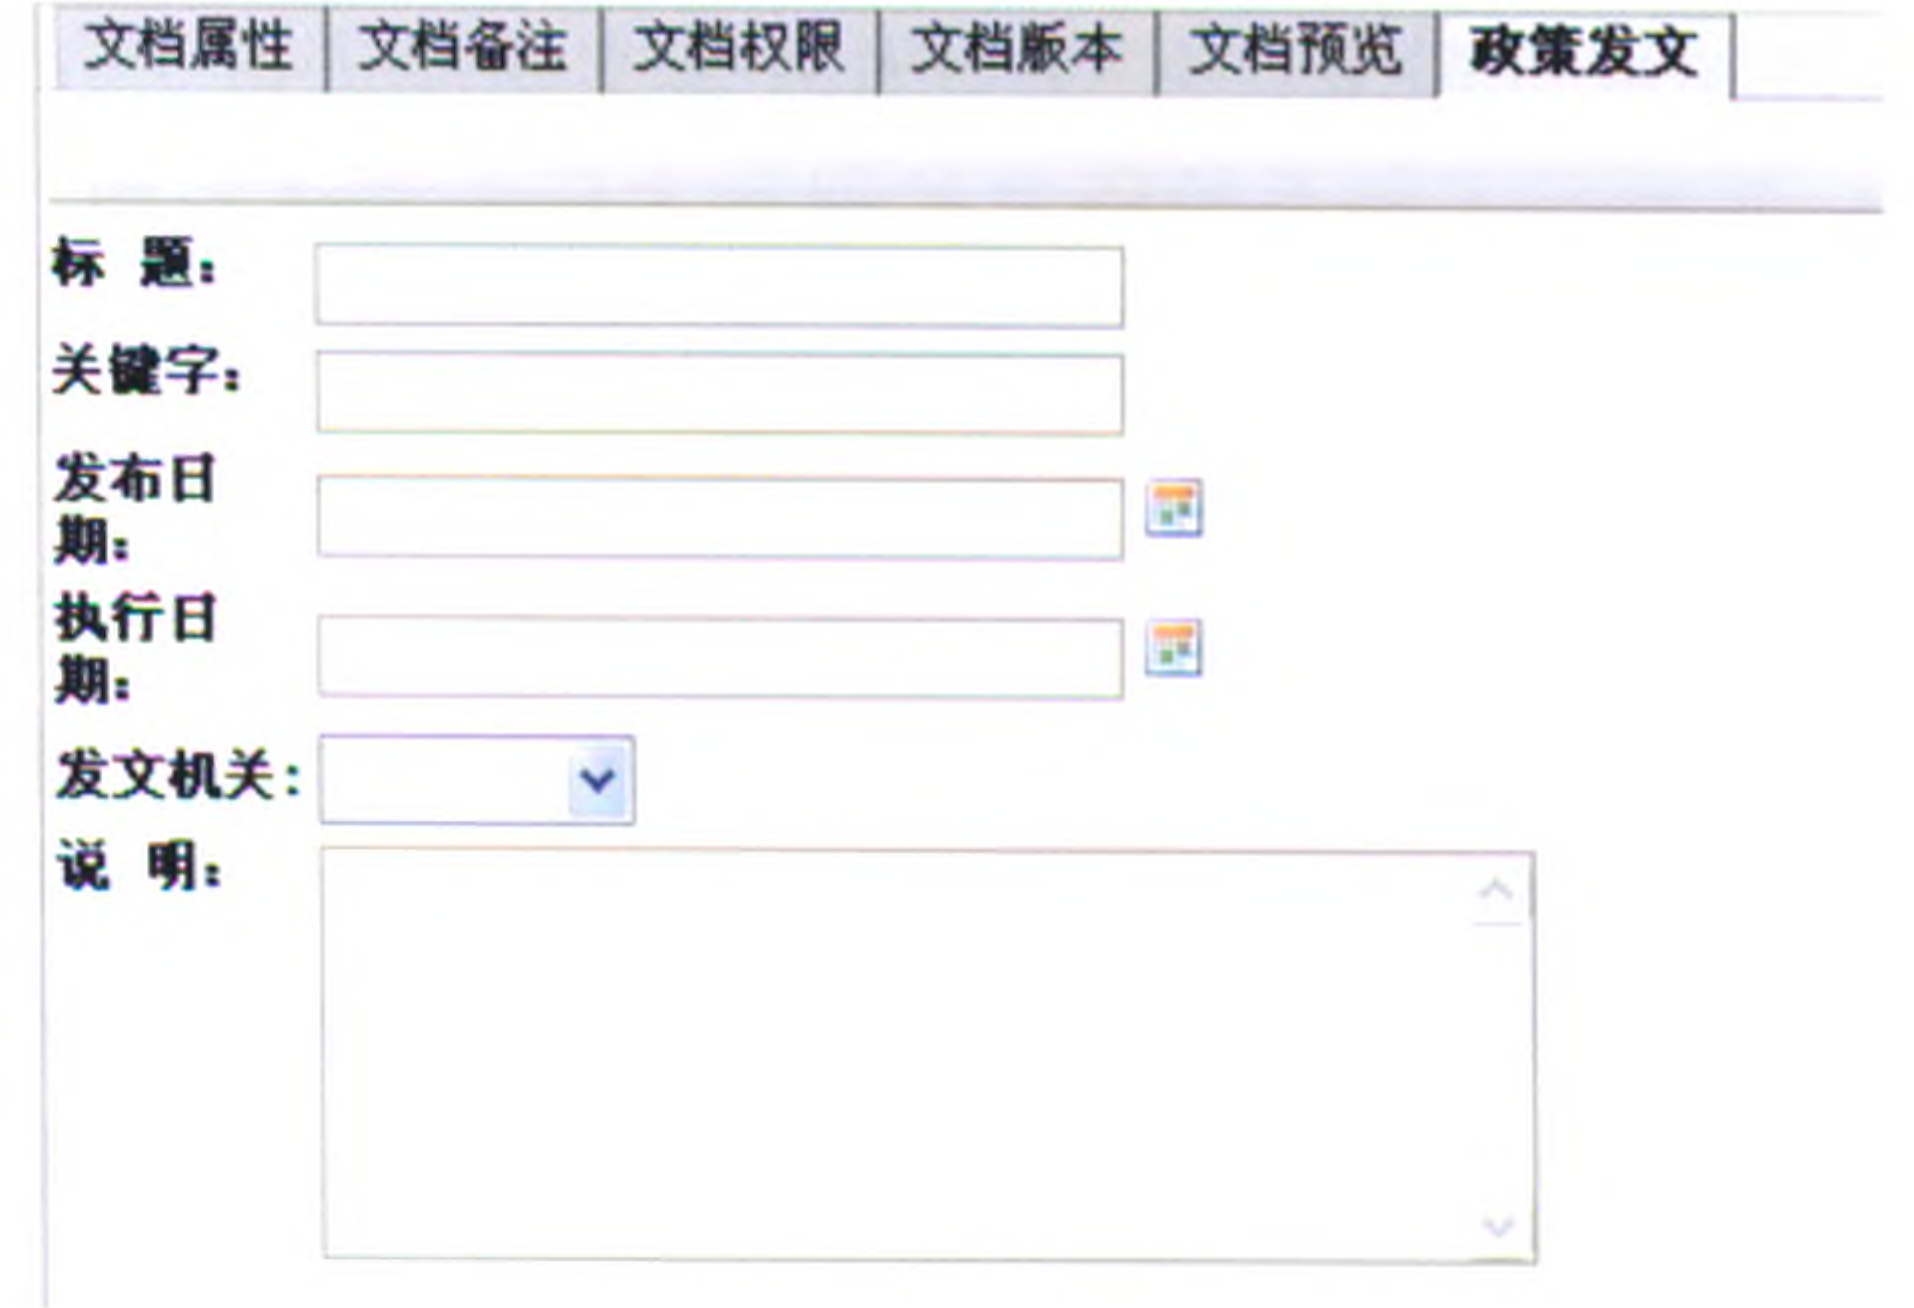 文档属性 文档备注 文档权限 文档版本 文档预览 政策发文
标 题：
关键字：
发布日
期：
执行日
期：
发文机关：
说 明：